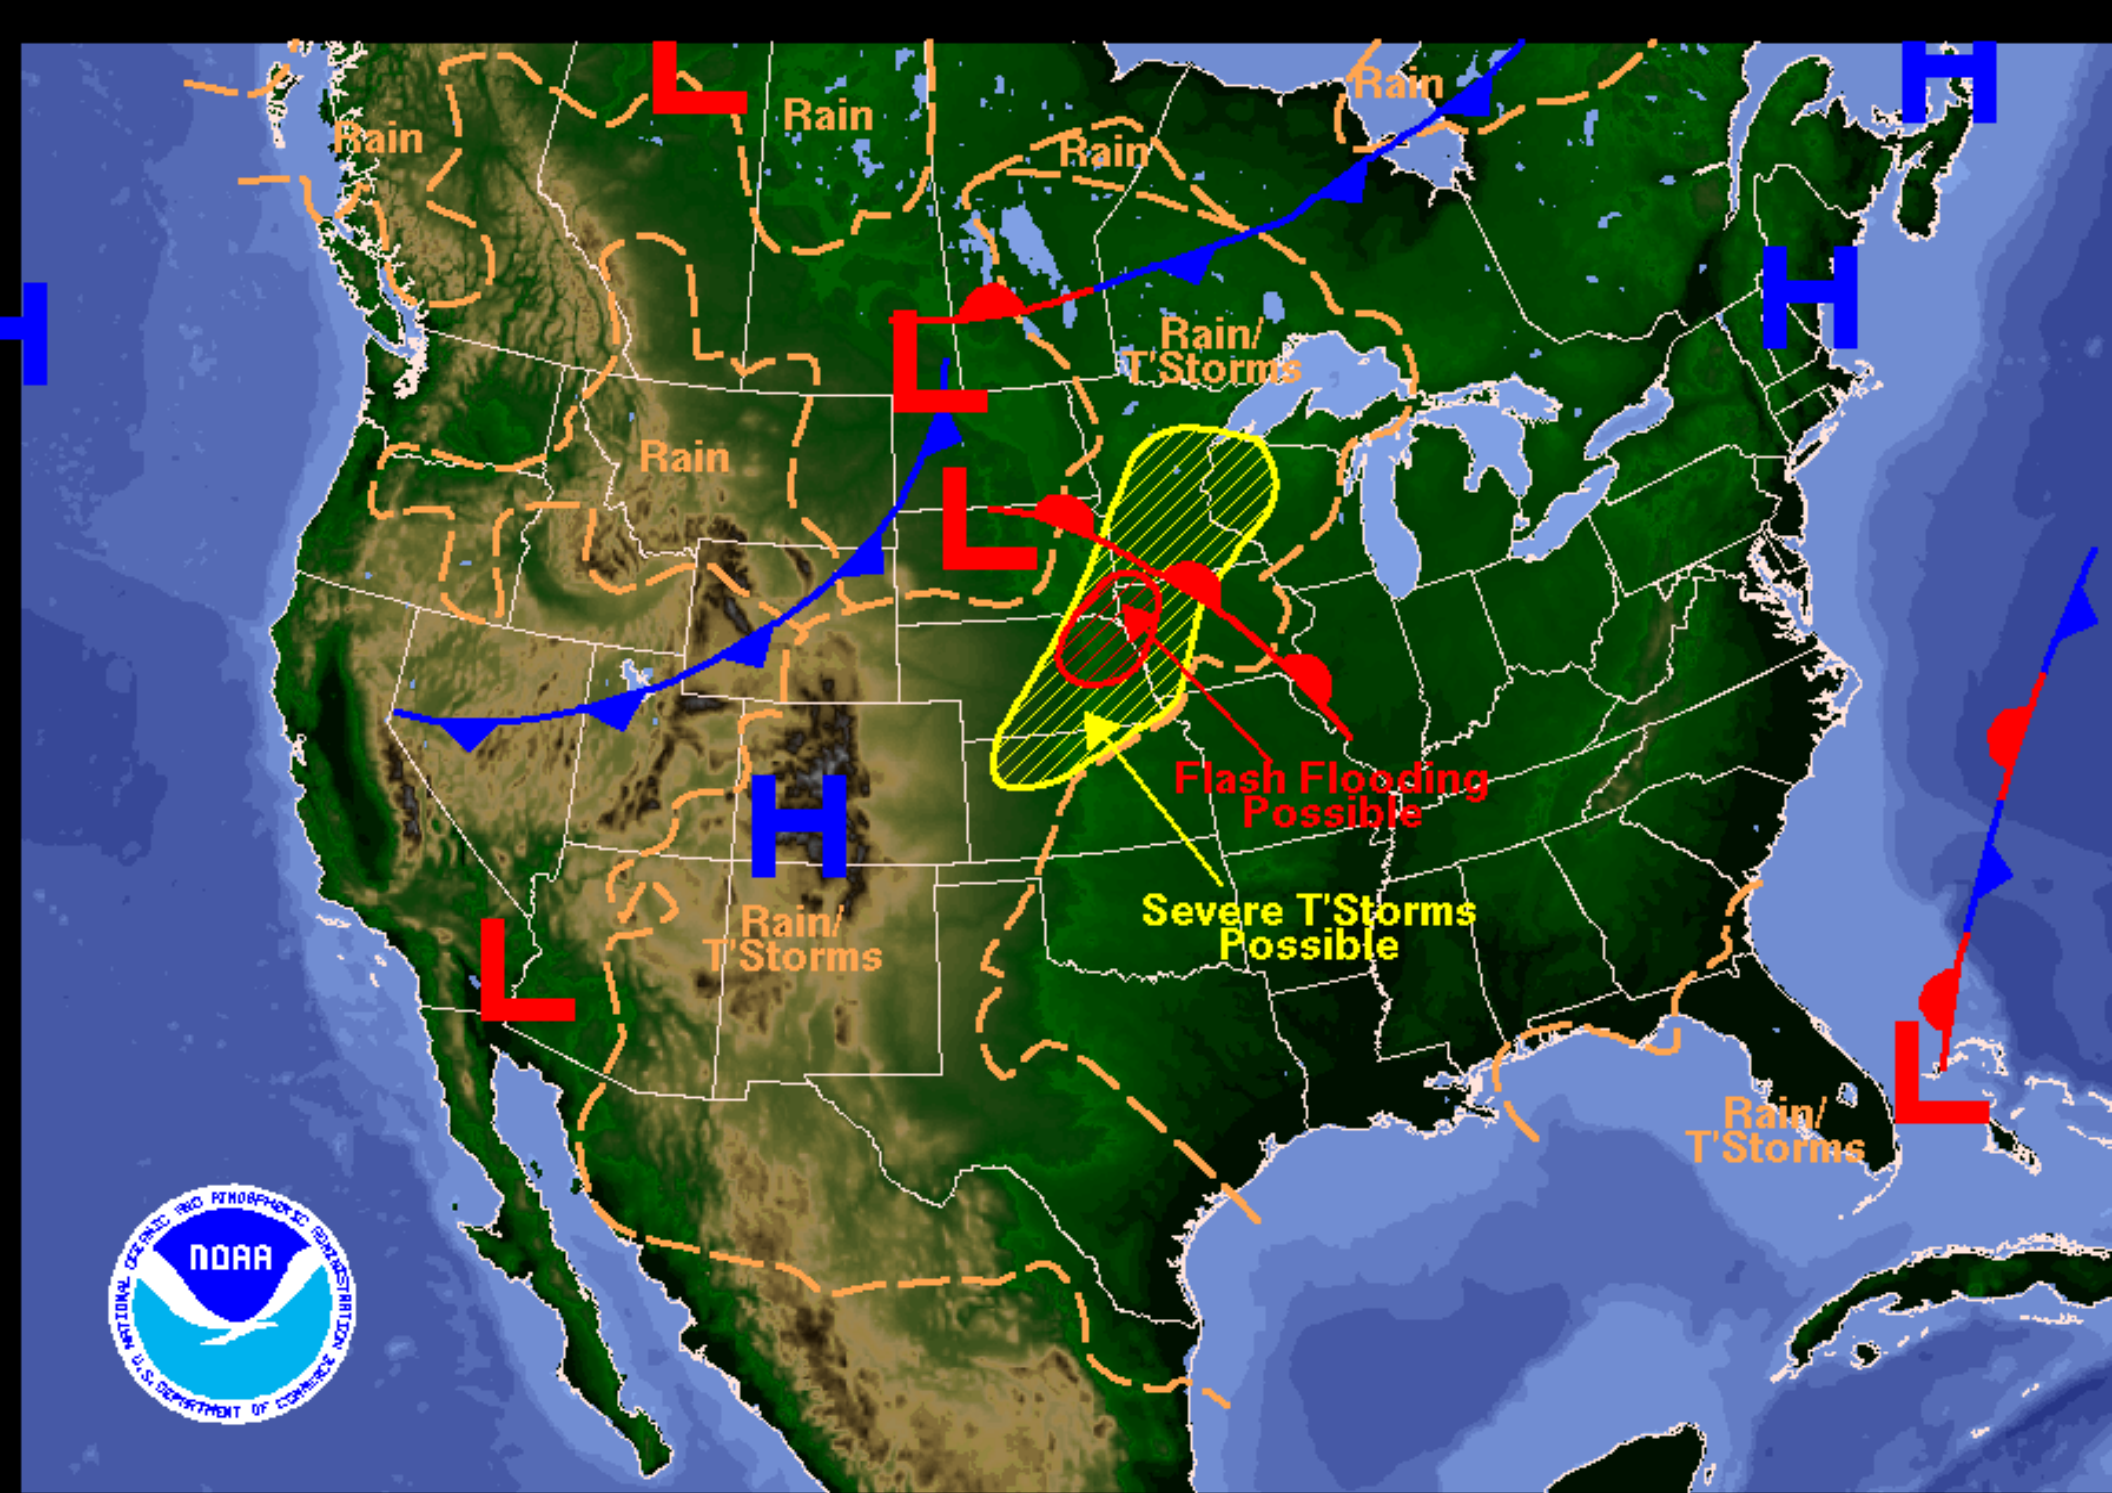 L
H
Rain
Rain
Rain
Rain
H
H
L
Rain/
T'Storms
Rain
L
Flash Flooding
Possible
H
Severe T'Storms
Possible
Rain/
T'Storms
L
L
Rain/
T'Storms
NOAA
NATIONAL OCEANIC AND ATMOSPHERIC ADMINISTRATION
U.S. DEPARTMENT OF COMMERCE